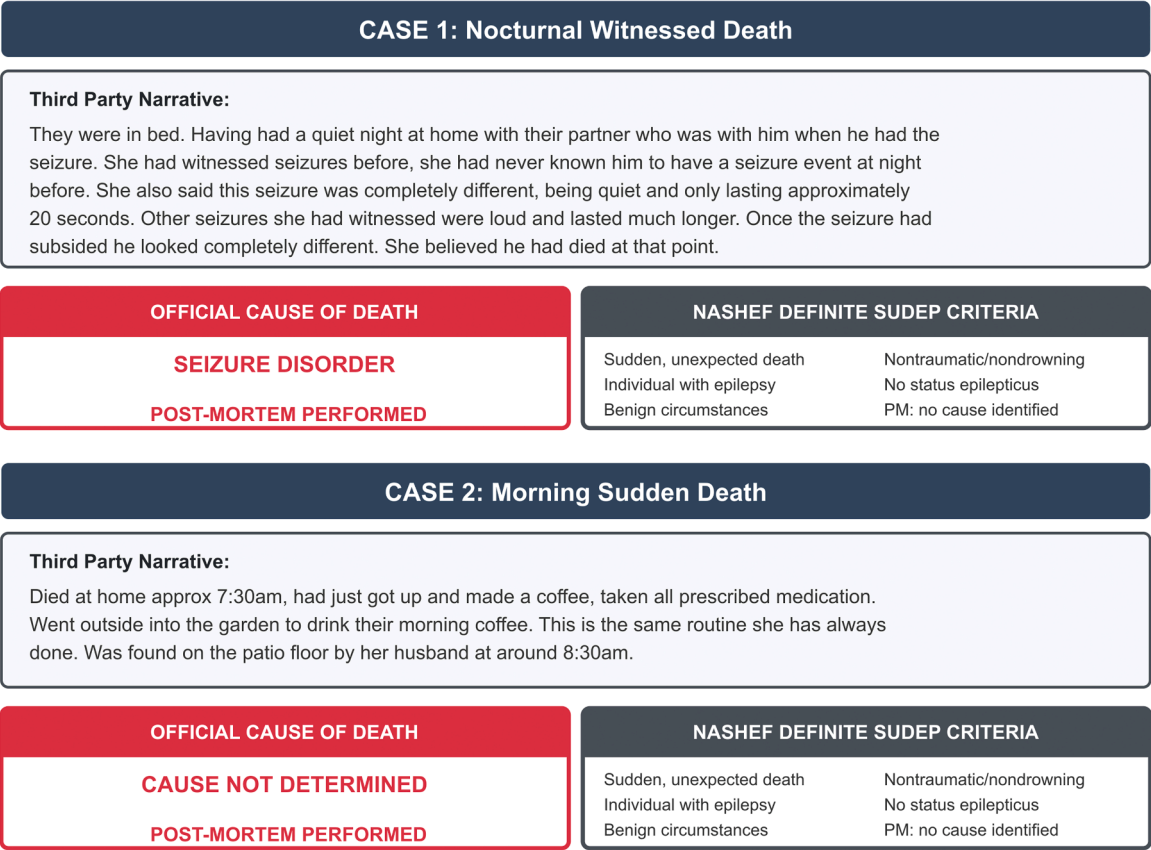 CASE 1: Nocturnal Witnessed Death
Third Party Narrative:
They were in bed. Having had a quiet night at home with their partner who was with him when he had the
seizure. She had witnessed seizures before, she had never known him to have a seizure event at night
before. She also said this seizure was completely different, being quiet and only lasting approximately
20 seconds. Other seizures she had witnessed were loud and lasted much longer. Once the seizure had
subsided he looked completely different. She believed he had died at that point.
OFFICIAL CAUSE OF DEATH
SEIZURE DISORDER
POST-MORTEM PERFORMED
NASHEF DEFINITE SUDEP CRITERIA
Sudden, unexpected death
Individual with epilepsy
Benign circumstances
Nontraumatic/nondrowning
No status epilepticus
PM: no cause identified
CASE 2: Morning Sudden Death
Third Party Narrative:
Died at home approx 7:30am, had just got up and made a coffee, taken all prescribed medication.
Went outside into the garden to drink their morning coffee. This is the same routine she has always
done. Was found on the patio floor by her husband at around 8:30am.
OFFICIAL CAUSE OF DEATH
CAUSE NOT DETERMINED
POST-MORTEM PERFORMED
NASHEF DEFINITE SUDEP CRITERIA
Sudden, unexpected death
Individual with epilepsy
Benign circumstances
Nontraumatic/nondrowning
No status epilepticus
PM: no cause identified